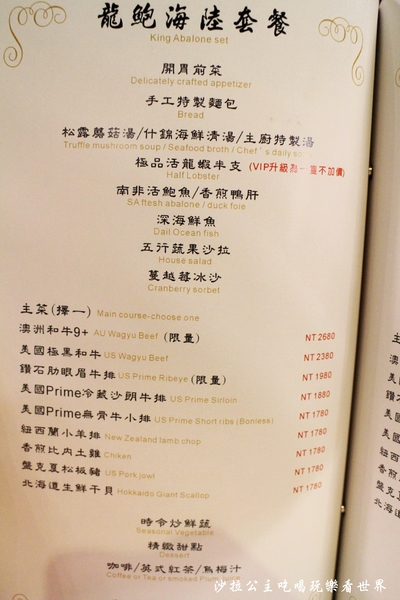 龍鮑海陸套餐
King Abalone set
開胃前菜
Delicately crafted appetizer
手工特製麵包
Bread
松露蘑菇湯/什錦海鮮清湯/主廚特製湯
Truffle mushroom soup / Seafood broth / Chef's daily
極品活龍蝦半支 (VIP升級為一隻不加價)
Half Lobster
南非活鮑魚/香煎鴨肝
SA ftesh abalone / duck foie
深海鮮魚
Dail Ocean fish
五行蔬果沙拉
House salad
蔓越莓冰沙
Cranberry sorbet
主菜(擇一) Main course-choose one
澳洲和牛9+ AU Wagyu Beef (限量) NT 2680
美國極黑和牛 US Wagyu Beef NT 2380
鑽石肋眼眉牛排 US Prime Ribeye (限量) NT 1980
美國Prime冷藏沙朗牛排 US Prime Sirloin NT 1880
美國Prime無骨牛小排 US Prime Short ribs (Bonless) NT 1780
紐西蘭小羊排 New Zealand lamb chop NT 1780
香煎比內土雞 Chiken NT 1780
盤克夏松板豬 US Pork jowl NT 1780
北海道生鮮干貝 Hokkaido Giant Scallop NT 1780
時令炒鮮蔬
Seasonal Vegetable
精緻甜點
Dessert
咖啡/英式紅茶/烏梅汁
Coffee or Tea or smoked Plum
沙拉公主吃喝玩樂看世界